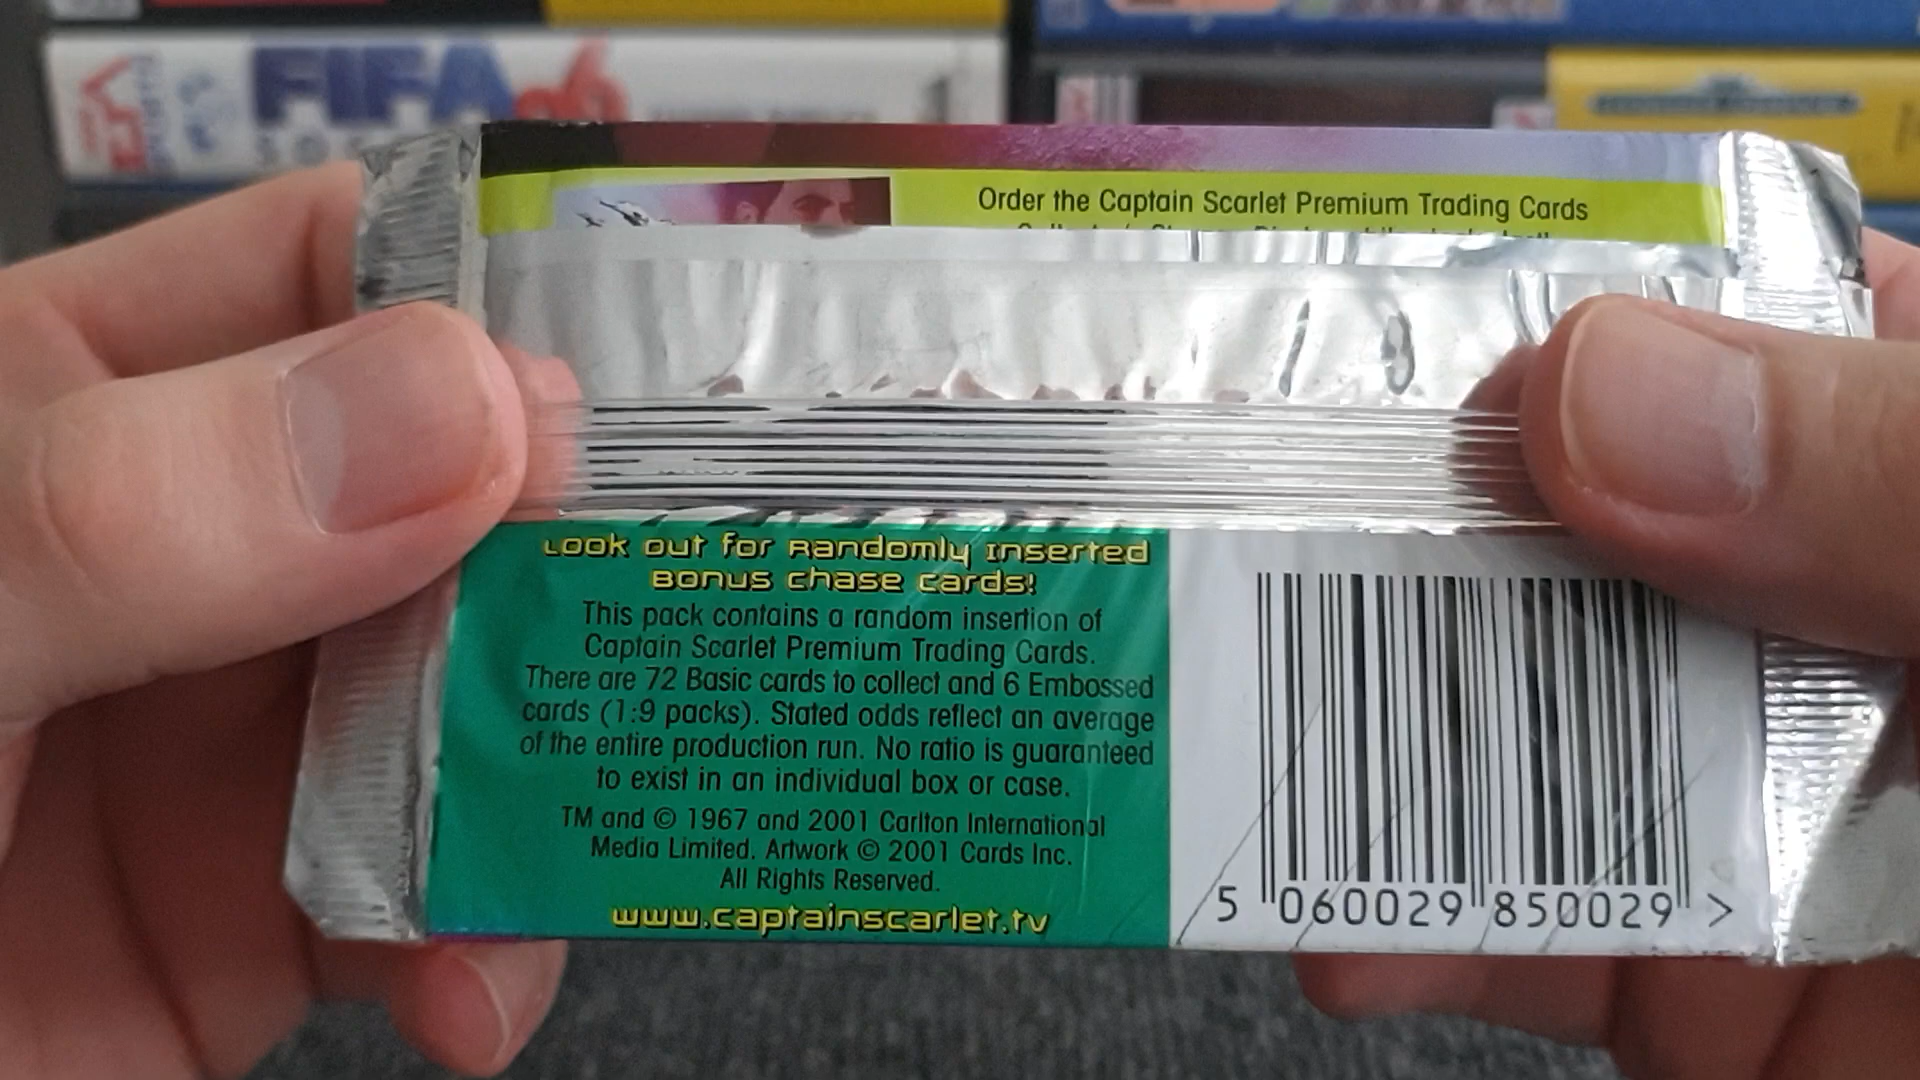 FIFA
Order the Captain Scarlet Premium Trading Cards
Look out for Randomly Inserted
Bonus Chase Cards!
This pack contains a random insertion of
Captain Scarlet Premium Trading Cards.
There are 72 Basic cards to collect and 6 Embossed
cards (1:9 packs). Stated odds reflect an average
of the entire production run. No ratio is guaranteed
to exist in an individual box or case.
TM and © 1967 and 2001 Carlton International
Media Limited. Artwork © 2001 Cards Inc.
All Rights Reserved.
www.captainscarlet.tv
5 060029 850029 >